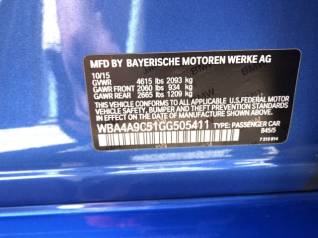 MFD BY BAYERISCHE MOTOREN WERKE AG
10/15
GVWR 4615 lbs 2093 kg
GAWR FRONT 2060 lbs 934 kg
GAWR REAR 2665 lbs 1209 kg
THIS VEHICLE CONFORMS TO ALL APPLICABLE U.S. FEDERAL
MOTOR VEHICLE SAFETY, BUMPER AND THEFT PREVENTION
STANDARDS IN EFFECT ON THE DATE OF MANUFACTURE
SHOWN ABOVE.
WBA4A9C51GG505411 TYPE: PASSENGER CAR
B45/5